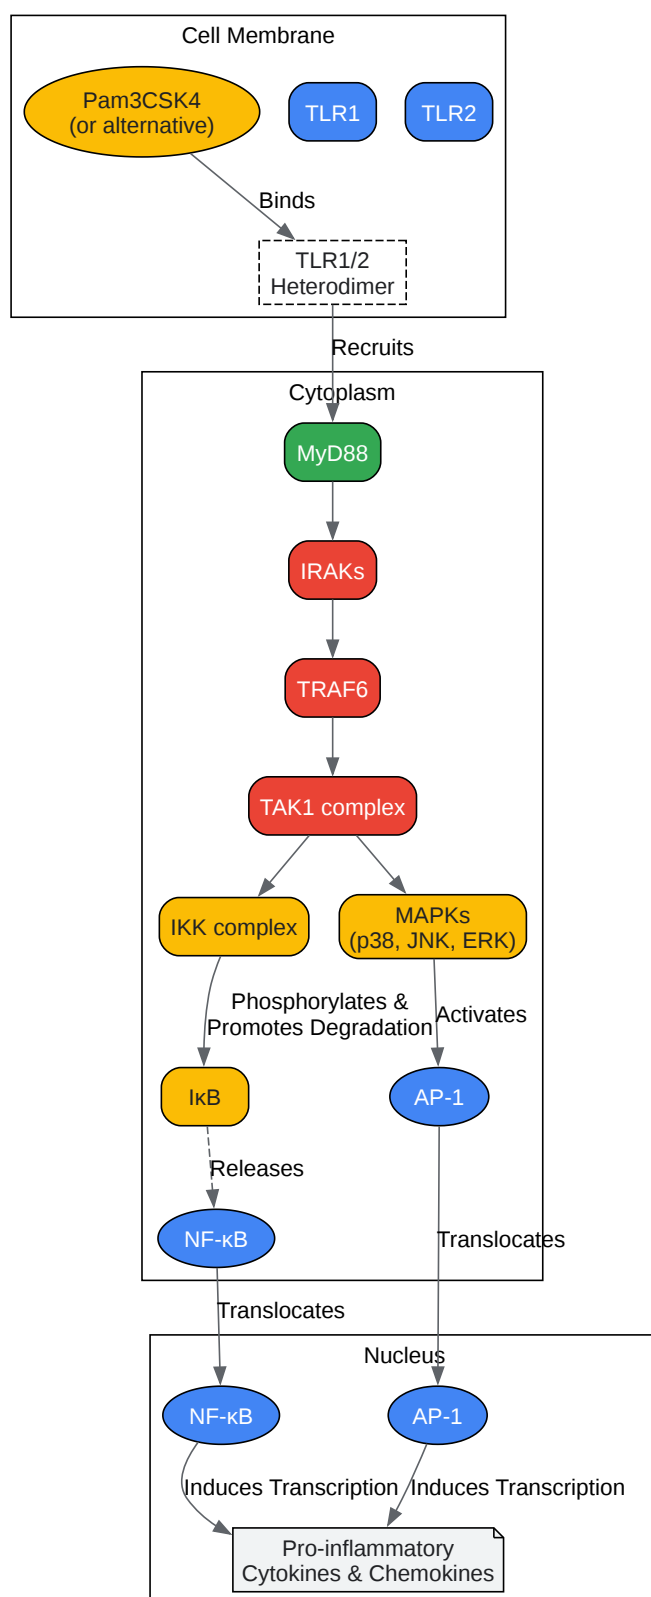 Cell Membrane
Pam3CSK4
(or alternative)
TLR1
TLR2
Binds
TLR1/2
Heterodimer
Recruits
Cytoplasm
MyD88
IRAKs
TRAF6
TAK1 complex
IKK complex
MAPKs
(p38, JNK, ERK)
Phosphorylates &
Promotes Degradation
Activates
IκB
AP-1
Releases
NF-κB
Translocates
Translocates
Nucleus
NF-κB
AP-1
Induces Transcription
Induces Transcription
Pro-inflammatory
Cytokines & Chemokines